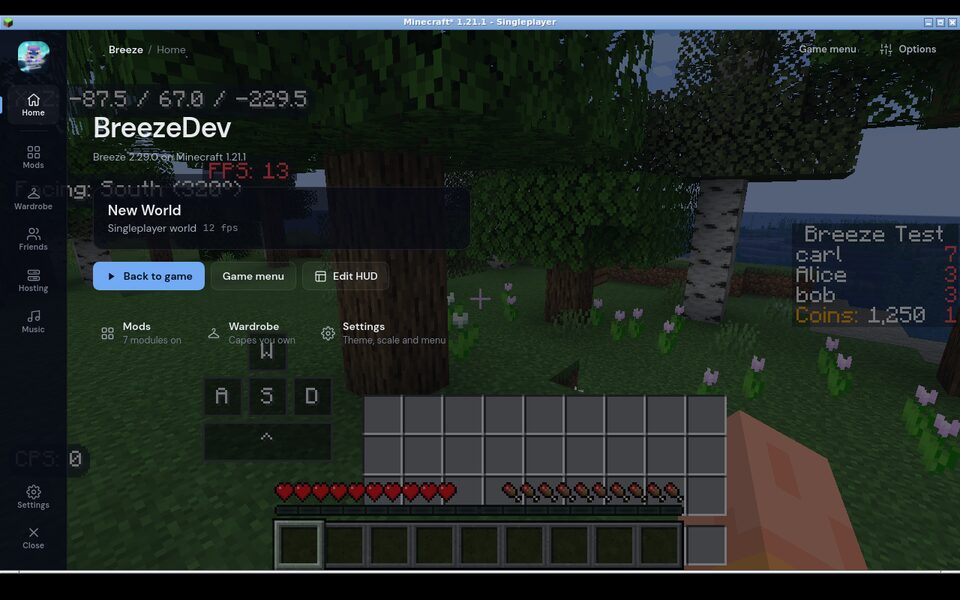 Minecraft* 1.21.1 - Singleplayer
Breeze / Home
Game menu
Options
-87.5 / 67.0 / -229.5
Home
BreezeDev
Breeze 2.29.0 on Minecraft 1.21.1
FPS: 13
Mods
Facing: South (320°)
Wardrobe
New World
Singleplayer world 12 fps
Friends
Breeze Test
carl 7
Alice 3
bob 3
Coins: 1,250 1
Back to game
Game menu
Edit HUD
Hosting
Music
Mods
7 modules on
Wardrobe
Capes you own
Settings
Theme, scale and menu
W
A S D
^
CPS: 0
Settings
Close